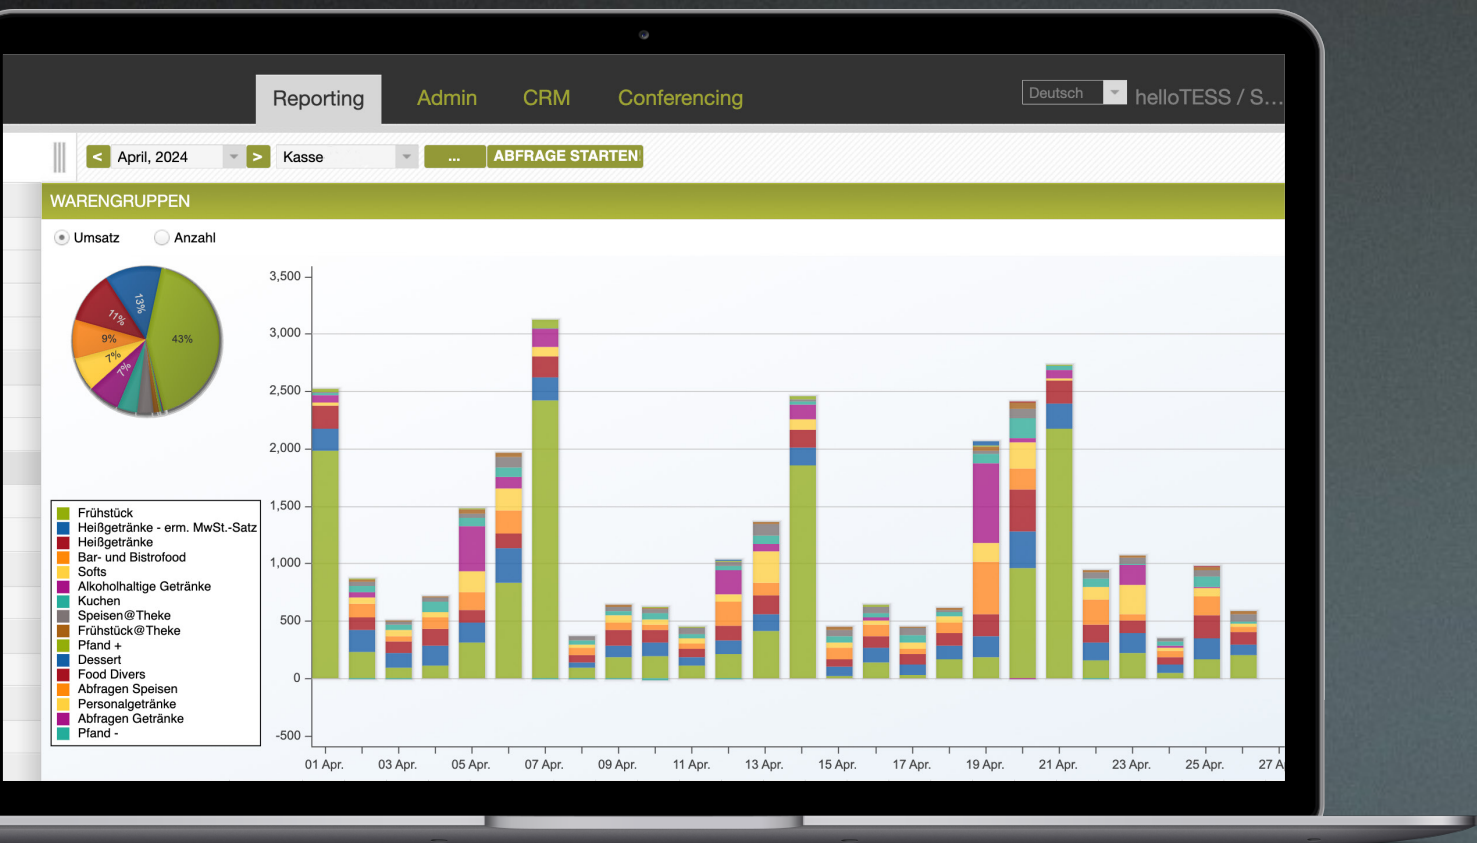 Reporting
Admin
CRM
Conferencing
Deutsch
helloTESS / S...
<
April, 2024
>
Kasse
...
ABFRAGE STARTEN
WARENGRUPPEN
Umsatz
Anzahl
13%
11%
9%
43%
7%
7%
3,500
3,000
2,500
2,000
1,500
1,000
500
0
-500
Frühstück
Heißgetränke - erm. MwSt.-Satz
Heißgetränke
Bar- und Bistrofood
Softs
Alkoholhaltige Getränke
Kuchen
Speisen@Theke
Frühstück@Theke
Pfand +
Dessert
Food Divers
Abfragen Speisen
Personalgetränke
Abfragen Getränke
Pfand -
01 Apr.
03 Apr.
05 Apr.
07 Apr.
09 Apr.
11 Apr.
13 Apr.
15 Apr.
17 Apr.
19 Apr.
21 Apr.
23 Apr.
25 Apr.
27 A